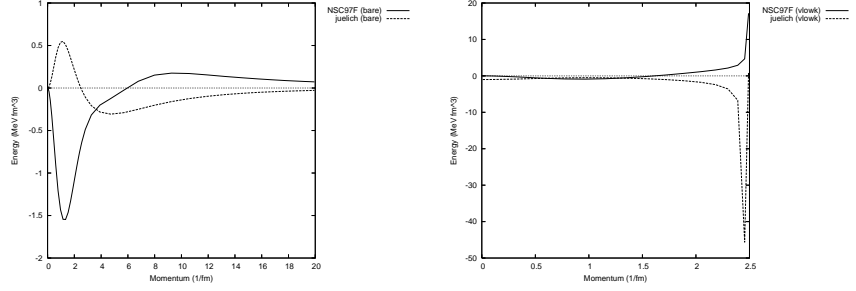 NSC97F (bare)
juelich (bare)
1
0.5
0
-0.5
-1
-1.5
-2
Energy (MeV fm^3)
0 2 4 6 8 10 12 14 16 18 20
Momentum (1/fm)
NSC97F (vlowk)
juelich (vlowk)
20
10
0
-10
-20
-30
-40
-50
Energy (MeV fm^3)
0 0.5 1 1.5 2 2.5
Momentum (1/fm)